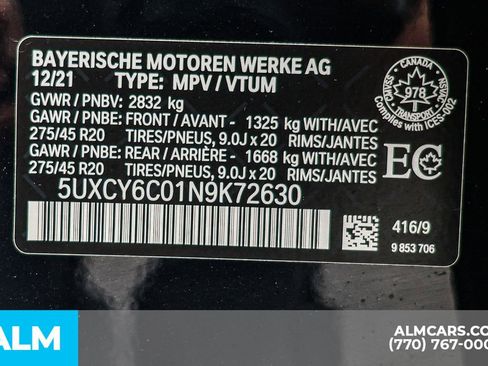 BAYERISCHE MOTOREN WERKE AG
12/21 TYPE: MPV / VTUM
GVWR / PNBV: 2832 kg
GAWR / PNBE: FRONT / AVANT - 1325 kg WITH/AVEC
275/45 R20 TIRES/PNEUS, 9.0J x 20 RIMS/JANTES
GAWR / PNBE: REAR / ARRIÈRE - 1668 kg WITH/AVEC
275/45 R20 TIRES/PNEUS, 9.0J x 20 RIMS/JANTES
5UXCY6C01N9K72630
CANADA
978
TRANSPORT
Complies with ICES-002
EC
416/9
9 853 706
ALM
ALMCARS.CO
(770) 767-000